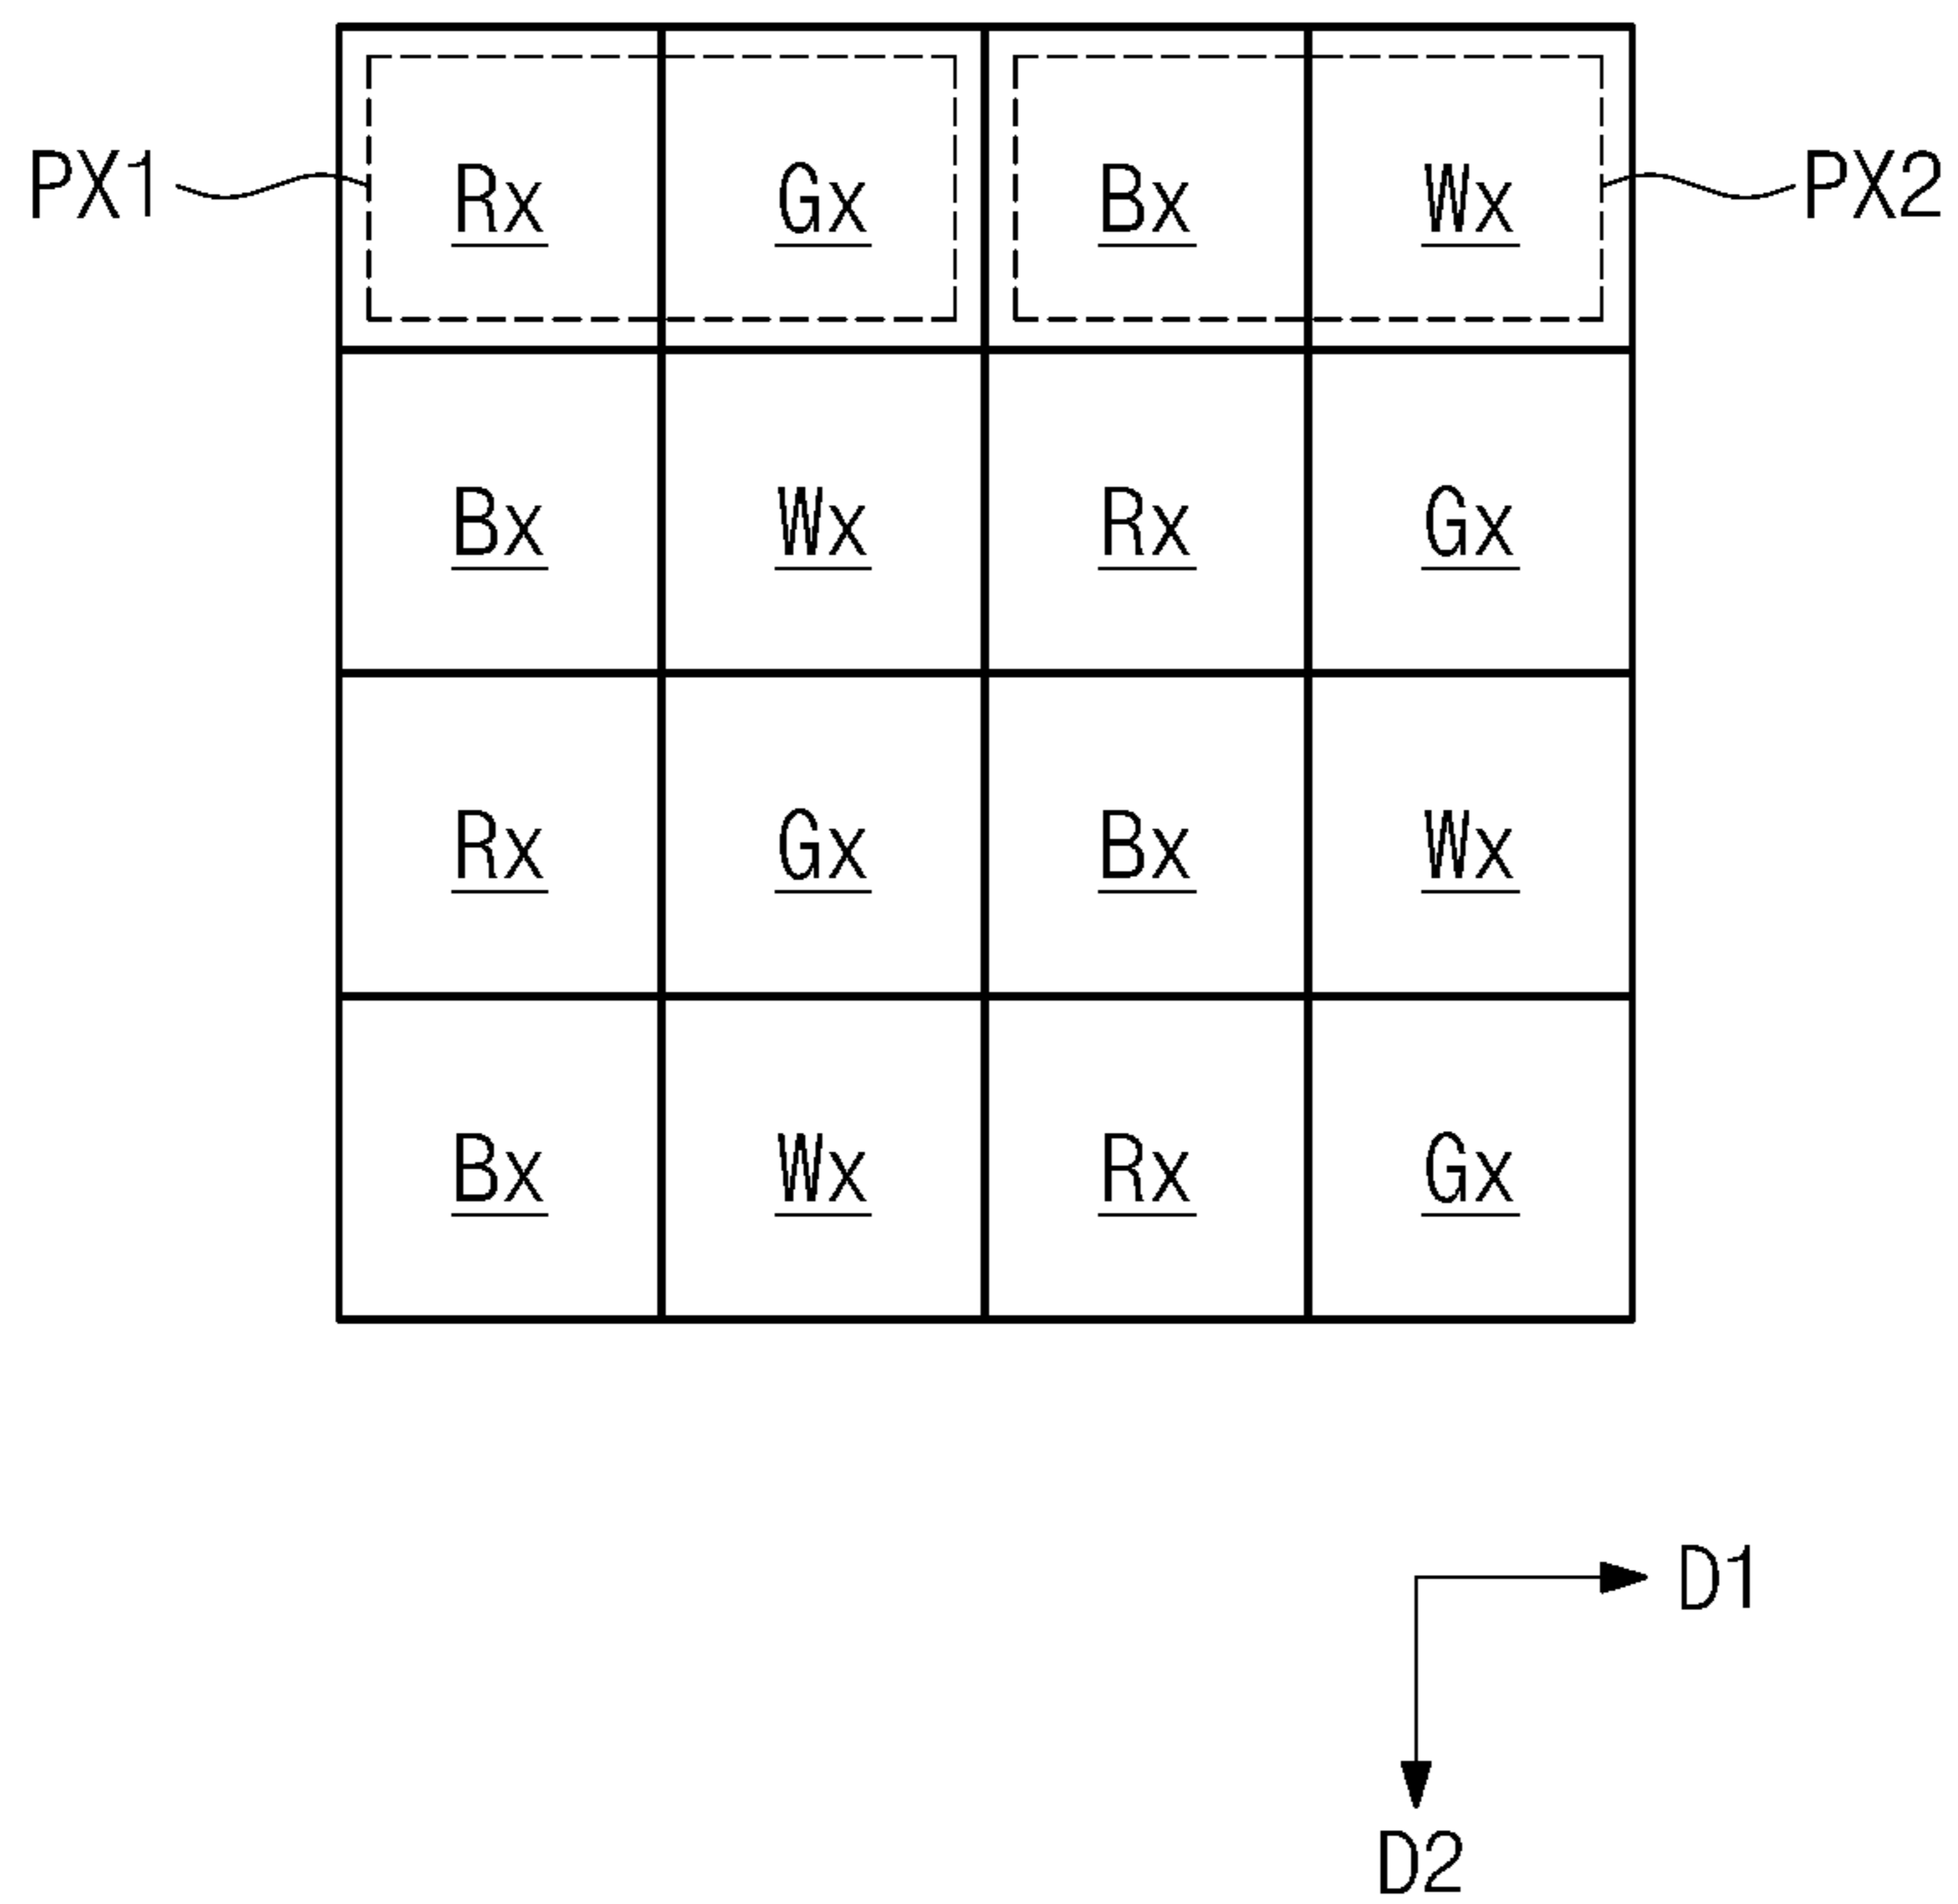 PX1 Rx Gx Bx Wx PX2
Bx Wx Rx Gx
Rx Gx Bx Wx
Bx Wx Rx Gx
D1
D2